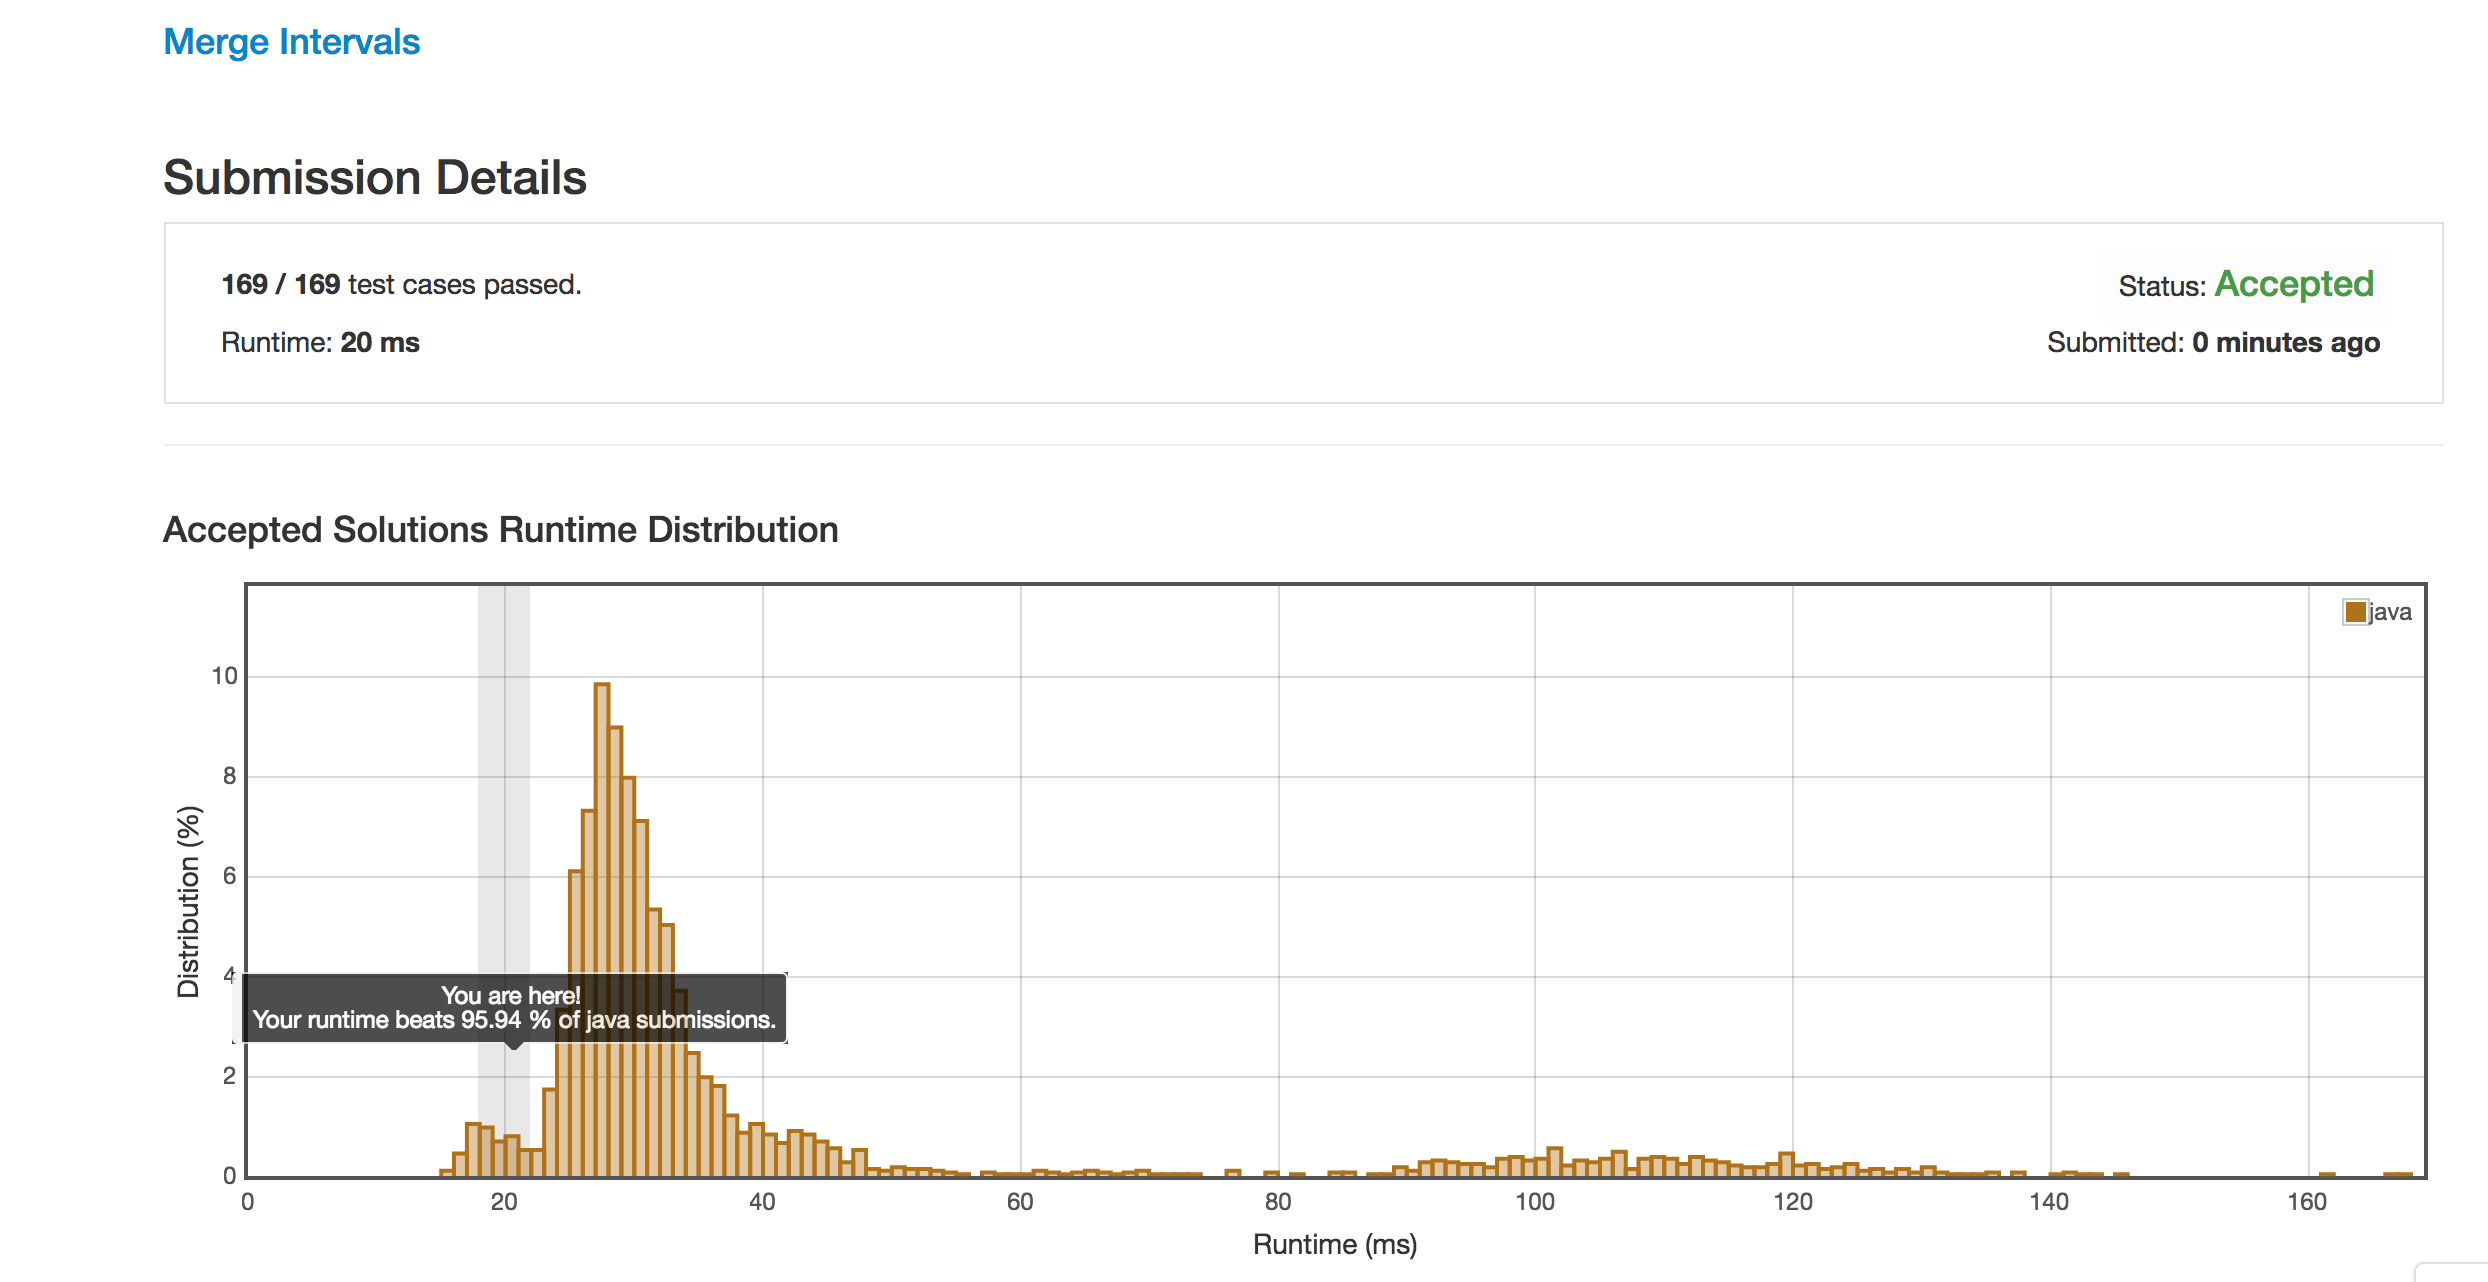 Merge Intervals
Submission Details
169 / 169 test cases passed.
Status: Accepted
Runtime: 20 ms
Submitted: 0 minutes ago
Accepted Solutions Runtime Distribution
java
10
8
6
4
2
0
Distribution (%)
You are here!
Your runtime beats 95.94 % of java submissions.
0 20 40 60 80 100 120 140 160
Runtime (ms)